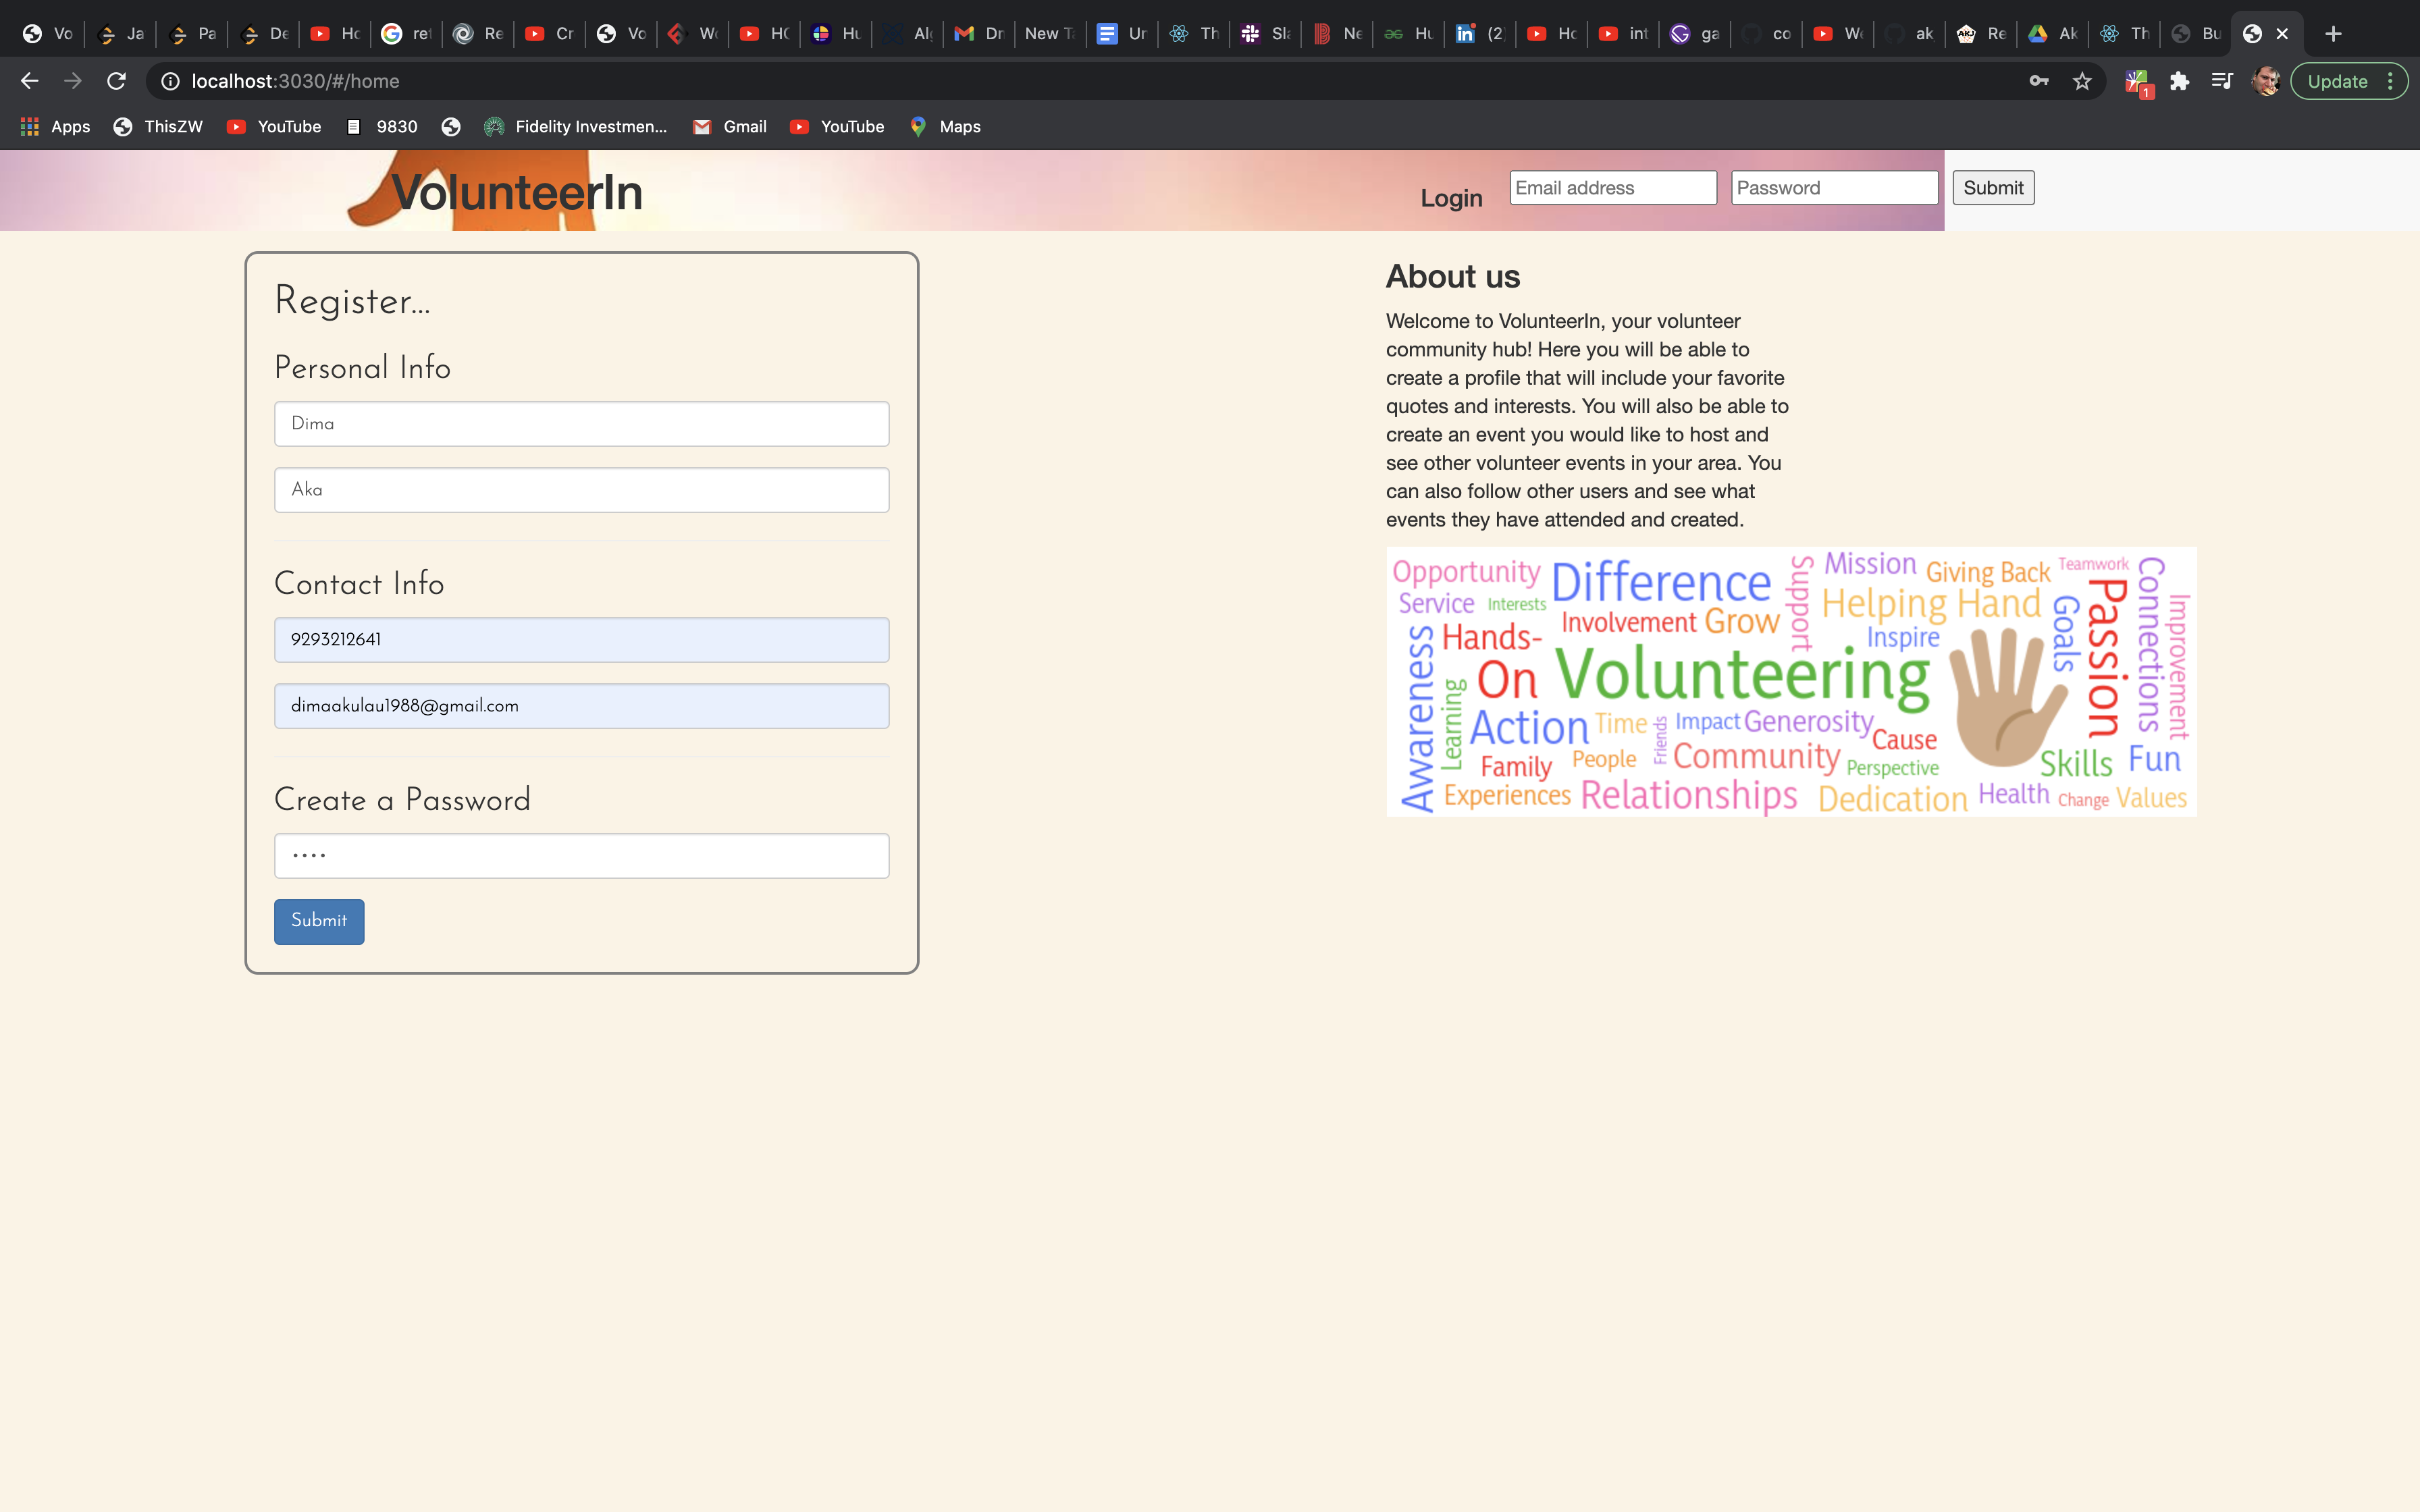 Vo Ja Pa De Hc ret Re Cr Vo Wc HC Hu Al Dr New T Ur Th Sla Ne Hu (2 Hc int ga co W ak Re Ak Th Bu
localhost:3030/#/home
1
Update
Apps ThisZW YouTube 9830 Fidelity Investmen... Gmail YouTube Maps
VolunteerIn
Login
Email address
Password
Submit
Register...
Personal Info
Dima
Aka
Contact Info
9293212641
dimaakulau1988@gmail.com
Create a Password
Submit
About us
Welcome to VolunteerIn, your volunteer
community hub! Here you will be able to
create a profile that will include your favorite
quotes and interests. You will also be able to
create an event you would like to host and
see other volunteer events in your area. You
can also follow other users and see what
events they have attended and created.
Opportunity
Difference
Support
Mission
Giving Back
Teamwork
Connections
Service
Interests
Involvement
Grow
Helping Hand
Goals
Passion
Improvement
Awareness
Hands-
On
Inspire
Volunteering
Learning
Action
Time
Friends
Impact
Generosity
Cause
Family
People
Community
Perspective
Skills
Fun
Experiences
Relationships
Dedication
Health
Change
Values